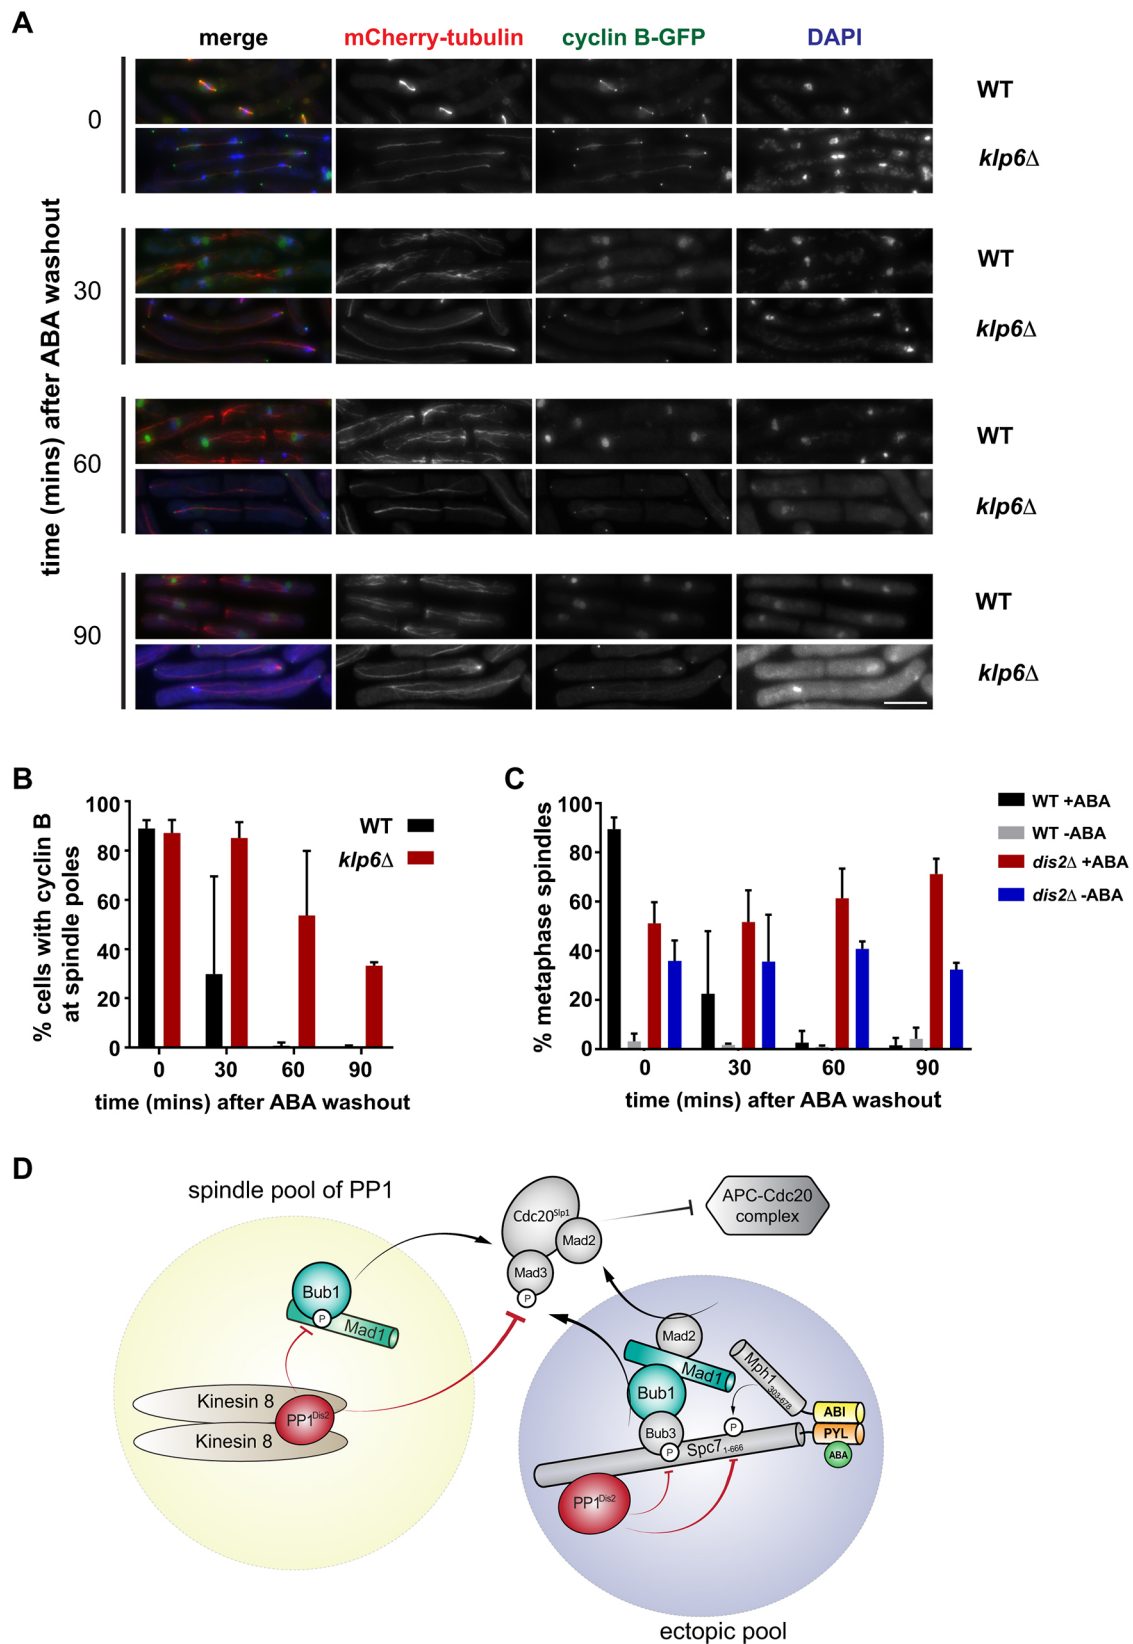 A
merge
mCherry-tubulin
cyclin B-GFP
DAPI
time (mins) after ABA washout
0
WT
klp6Δ
30
WT
klp6Δ
60
WT
klp6Δ
90
WT
klp6Δ
B
% cells with cyclin B
at spindle poles
100
80
60
40
20
0
WT
klp6Δ
0 30 60 90
time (mins) after ABA washout
C
% metaphase spindles
100
80
60
40
20
0
WT +ABA
WT -ABA
dis2Δ +ABA
dis2Δ -ABA
0 30 60 90
time (mins) after ABA washout
D
spindle pool of PP1
Bub1
P
Mad1
Kinesin 8
Kinesin 8
PP1Dis2
Cdc20Slp1
Mad2
Mad3
P
APC-Cdc20
complex
Mad2
Mad1
Bub1
Bub3
P
Spc71-666
P
Mph1303-678
ABI
PYL
ABA
PP1Dis2
ectopic pool